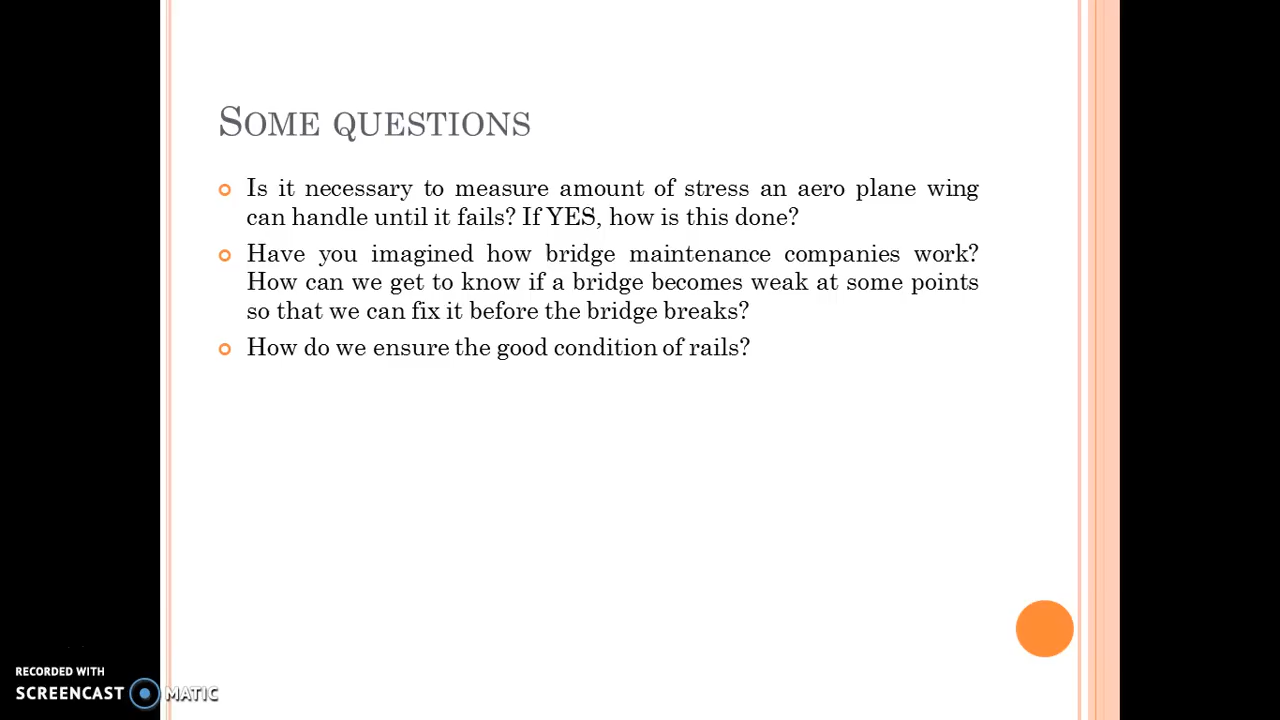 SOME QUESTIONS
Is it necessary to measure amount of stress an aero plane wing
can handle until it fails? If YES, how is this done?
Have you imagined how bridge maintenance companies work?
How can we get to know if a bridge becomes weak at some points
so that we can fix it before the bridge breaks?
How do we ensure the good condition of rails?
RECORDED WITH
SCREENCAST MATIC